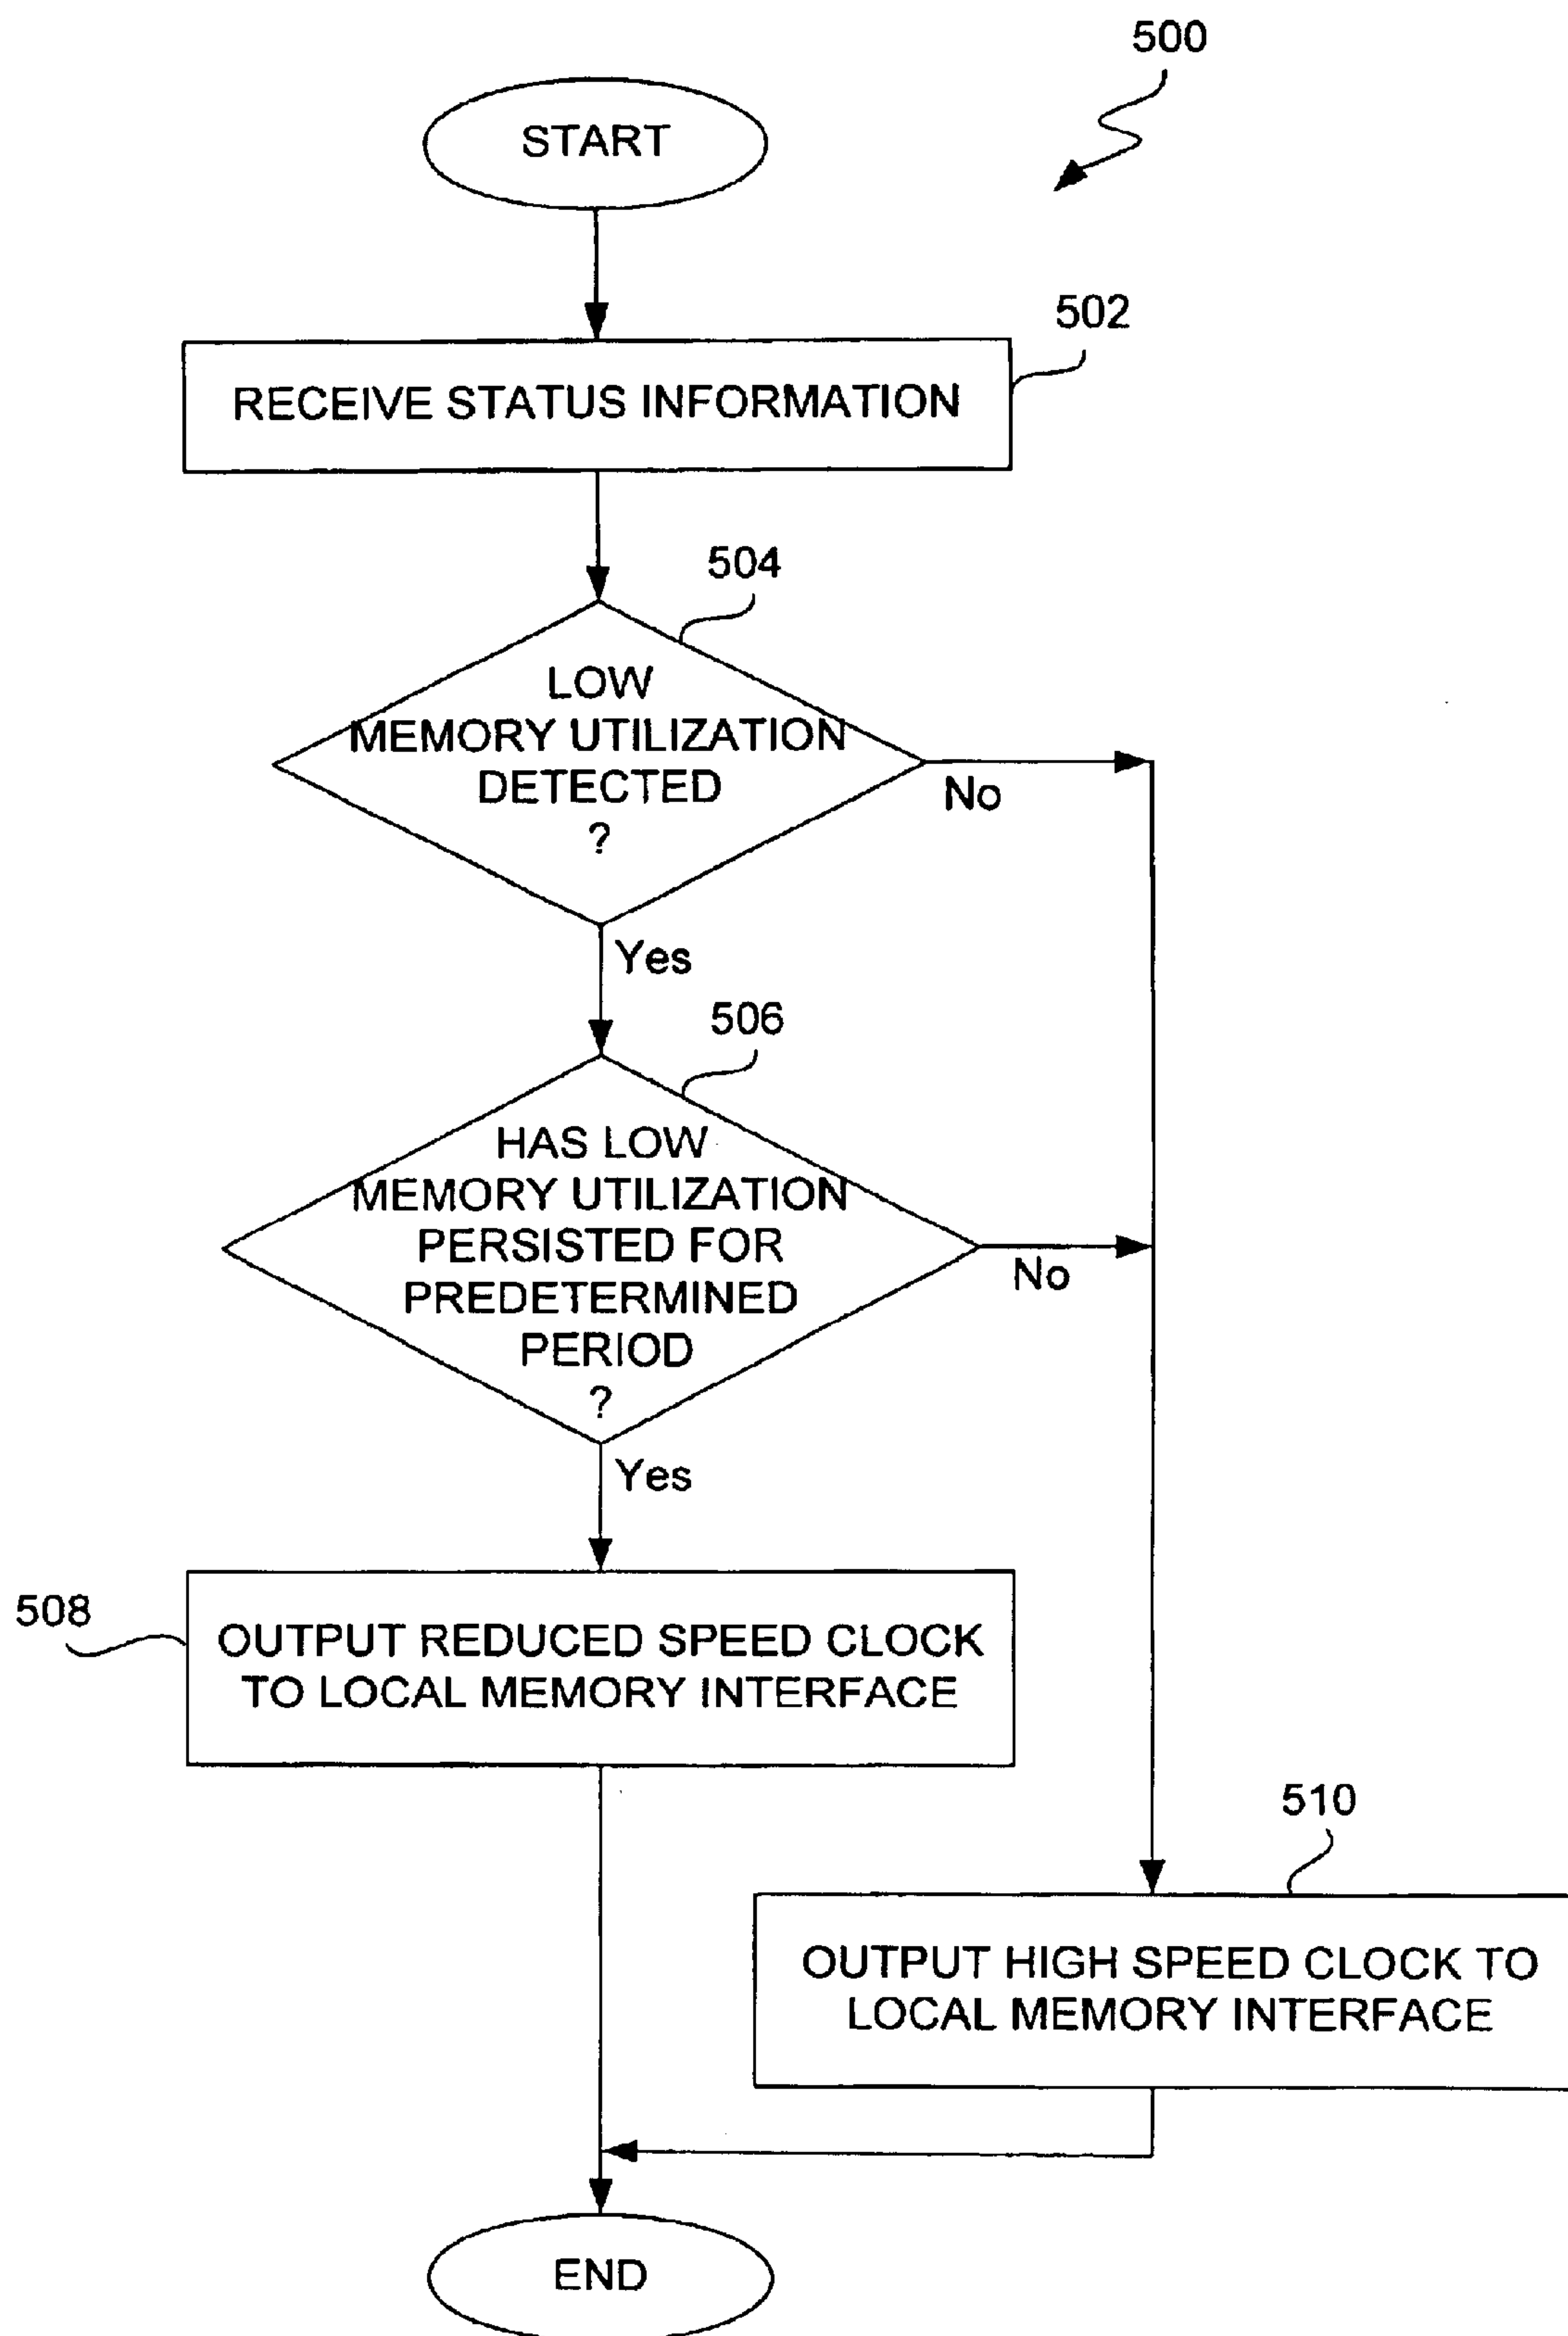 500
START
502
RECEIVE STATUS INFORMATION
504
LOW
MEMORY UTILIZATION
DETECTED
?
No
Yes
506
HAS LOW
MEMORY UTILIZATION
PERSISTED FOR
PREDETERMINED
PERIOD
?
No
Yes
508
OUTPUT REDUCED SPEED CLOCK
TO LOCAL MEMORY INTERFACE
510
OUTPUT HIGH SPEED CLOCK TO
LOCAL MEMORY INTERFACE
END